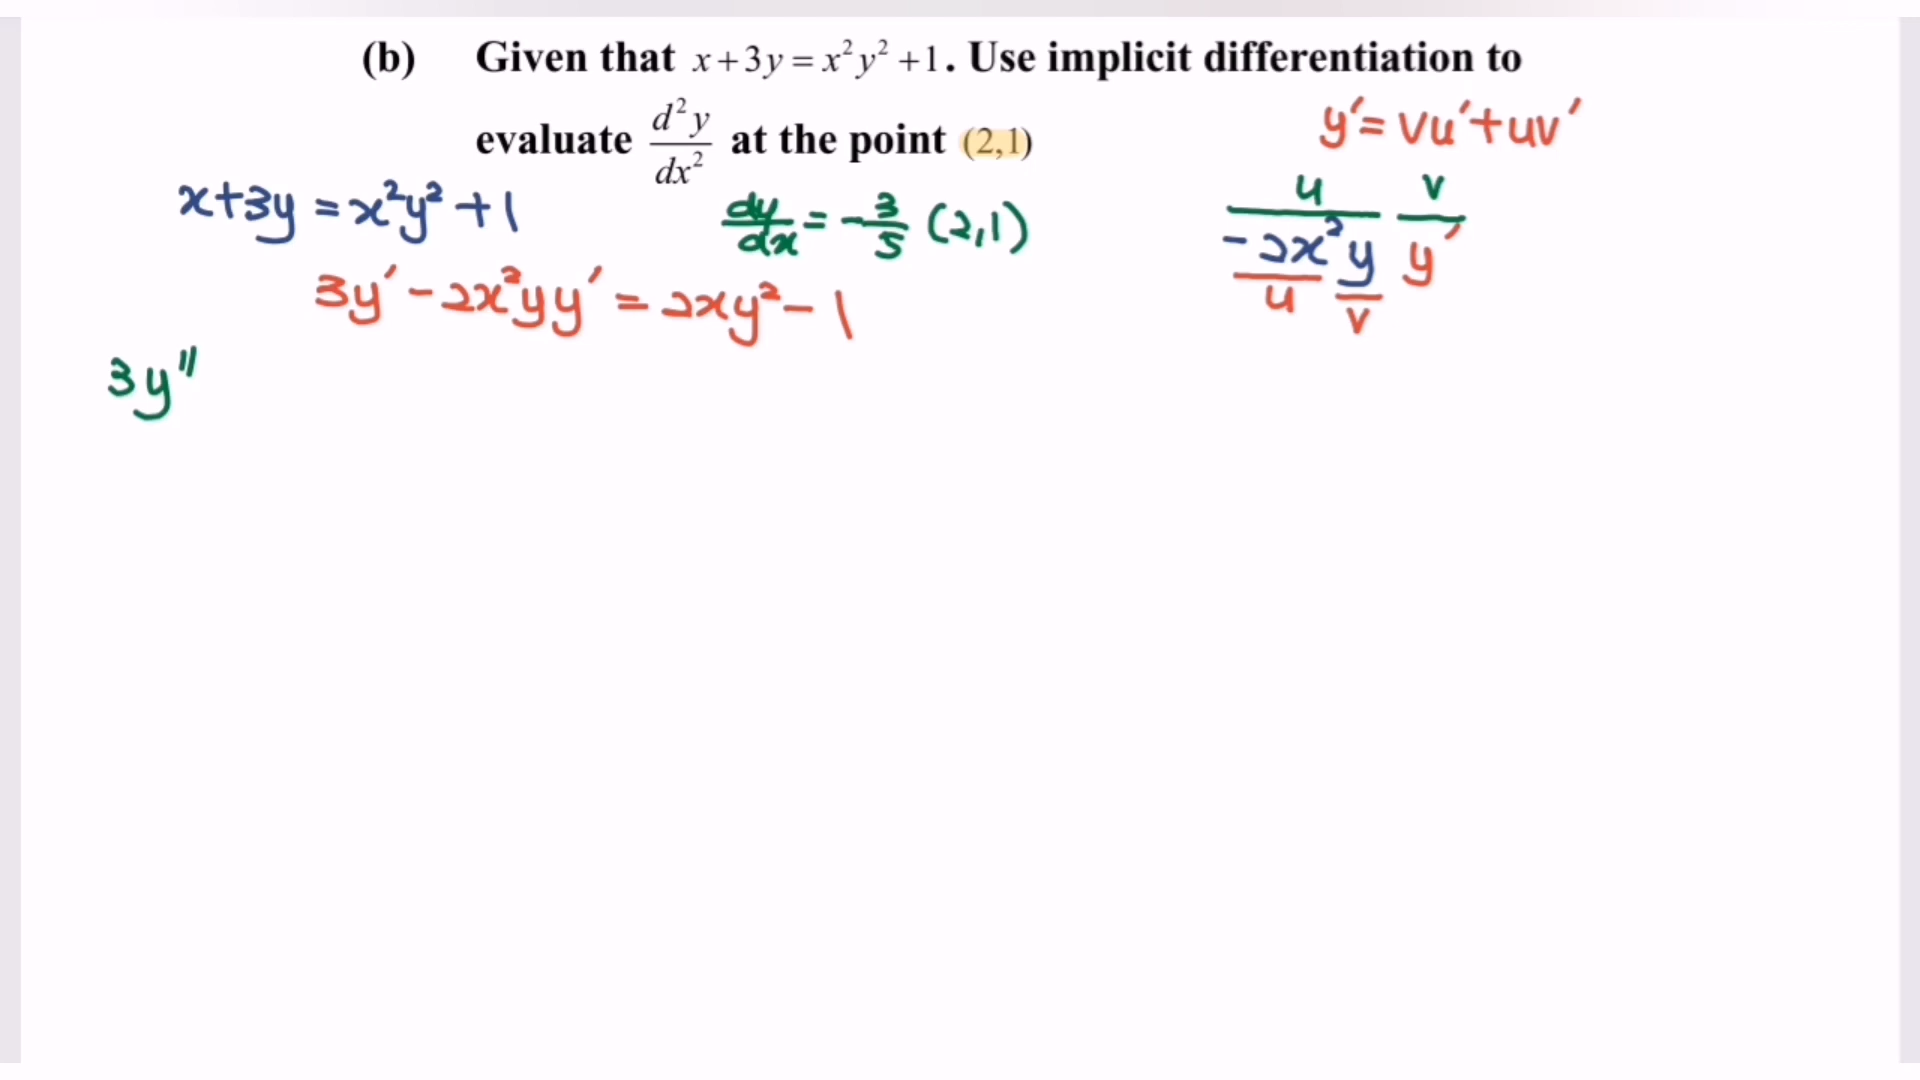 (b) Given that x+3y = x²y² +1. Use implicit differentiation to
evaluate d²y/dx² at the point (2,1)
y′= vu′+uv′
x+3y = x²y² + 1
dy/dx = -3/5 (2,1)
u v
-2x²y y′
u v
3y′ - 2x²yy′ = 2xy² - 1
3y″